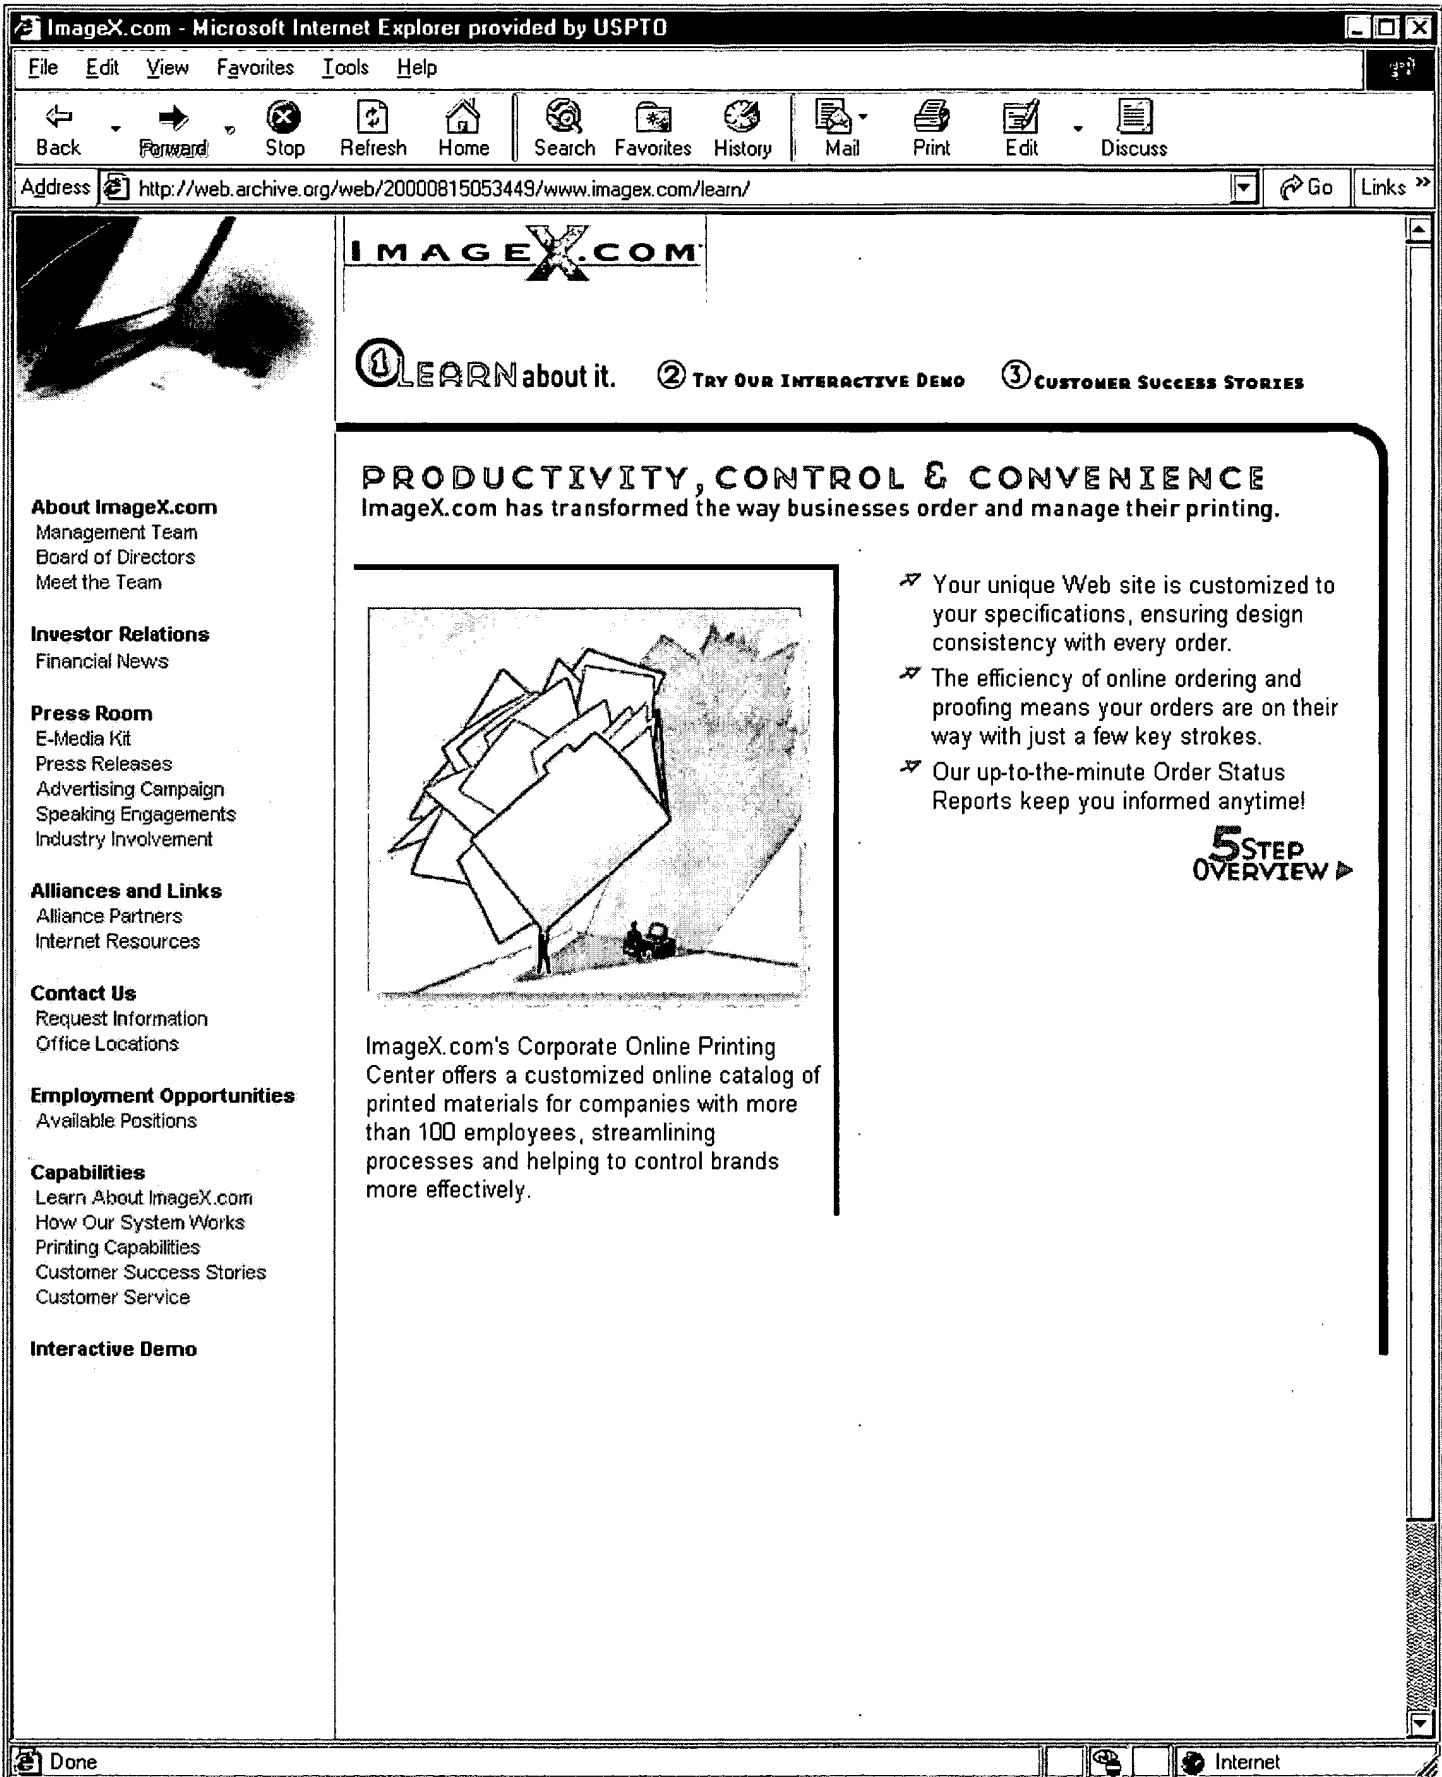 ImageX.com - Microsoft Internet Explorer provided by USPTO
File Edit View Favorites Tools Help
Back Forward Stop Refresh Home Search Favorites History Mail Print Edit Discuss
Address http://web.archive.org/web/20000815053449/www.imagex.com/learn/ Go Links »
IMAGEX.COM
1 LEARN about it. 2 TRY OUR INTERACTIVE DEMO 3 CUSTOMER SUCCESS STORIES
PRODUCTIVITY, CONTROL & CONVENIENCE
ImageX.com has transformed the way businesses order and manage their printing.
About ImageX.com
Management Team
Board of Directors
Meet the Team
Investor Relations
Financial News
Press Room
E-Media Kit
Press Releases
Advertising Campaign
Speaking Engagements
Industry Involvement
Alliances and Links
Alliance Partners
Internet Resources
Contact Us
Request Information
Office Locations
Employment Opportunities
Available Positions
Capabilities
Learn About ImageX.com
How Our System Works
Printing Capabilities
Customer Success Stories
Customer Service
Interactive Demo
ImageX.com's Corporate Online Printing
Center offers a customized online catalog of
printed materials for companies with more
than 100 employees, streamlining
processes and helping to control brands
more effectively.
Your unique Web site is customized to
your specifications, ensuring design
consistency with every order.
The efficiency of online ordering and
proofing means your orders are on their
way with just a few key strokes.
Our up-to-the-minute Order Status
Reports keep you informed anytime!
5 STEP
OVERVIEW
Done Internet